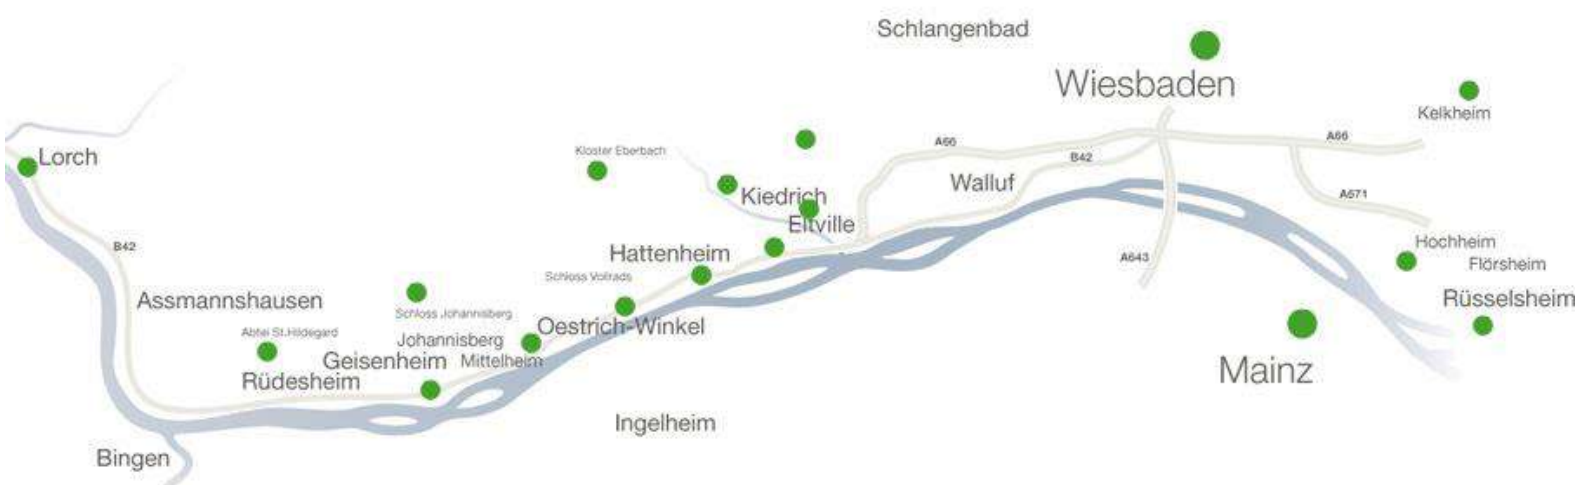 Schlangenbad
Wiesbaden
Kelkheim
A66
A66
Kloster Eberbach
Lorch
B42
Walluf
Kiedrich
A671
Eltville
Hochheim
B42
Hattenheim
A643
Flörsheim
Schloss Vollrads
Rüsselsheim
Assmannshausen
Schloss Johannisberg
Oestrich-Winkel
Abtei St.Hildegard
Johannisberg
Geisenheim
Mittelheim
Mainz
Rüdesheim
Ingelheim
Bingen